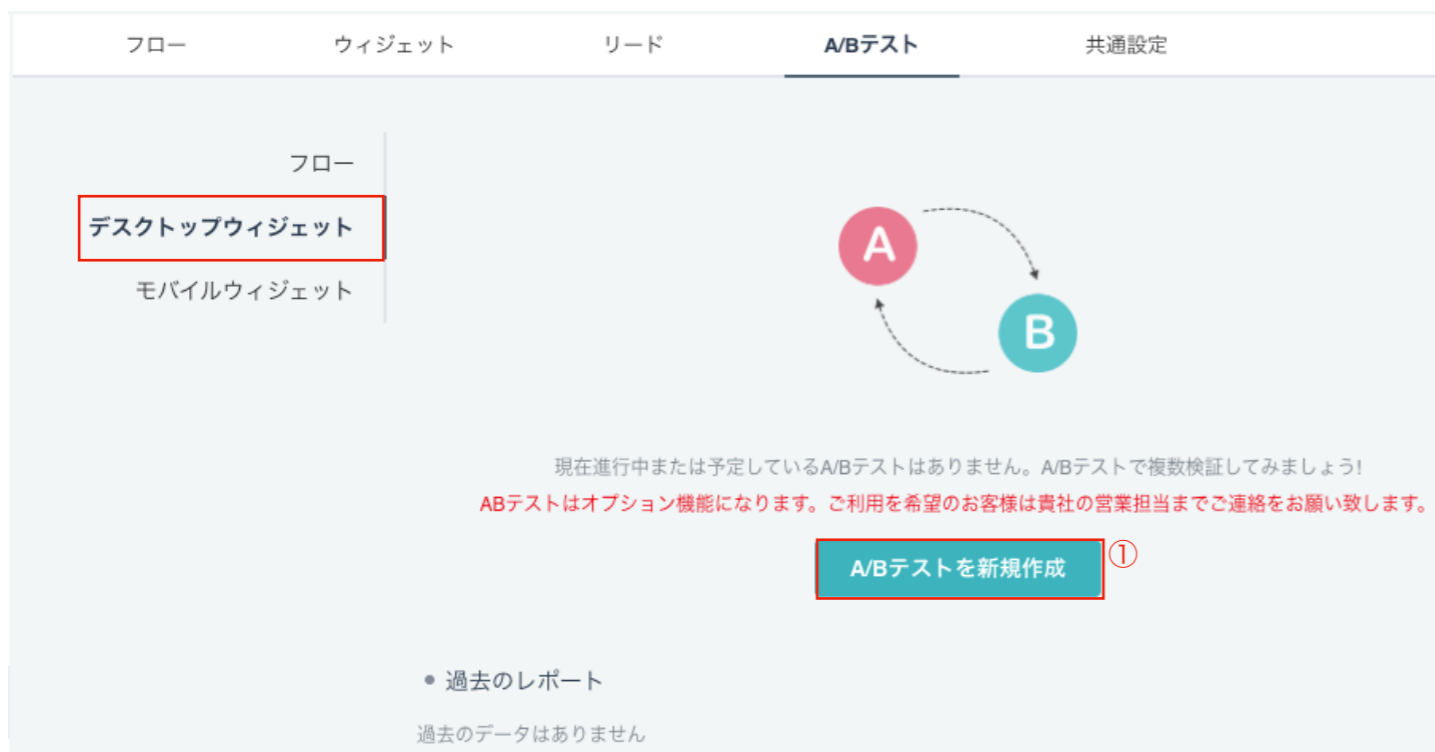 フロー ウィジェット リード A/Bテスト 共通設定
フロー
デスクトップウィジェット
モバイルウィジェット
A
B
現在進行中または予定しているA/Bテストはありません。A/Bテストで複数検証してみましょう!
ABテストはオプション機能になります。ご利用を希望のお客様は貴社の営業担当までご連絡をお願い致します。
A/Bテストを新規作成 ①
• 過去のレポート
過去のデータはありません